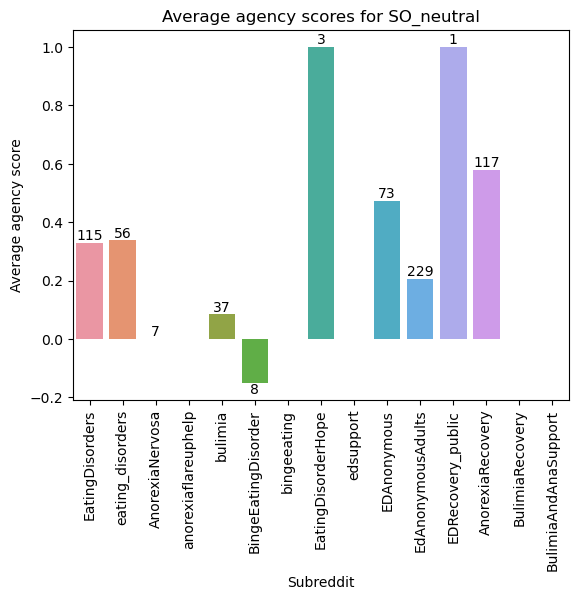 Average agency scores for SO_neutral
Average agency score
1.0
0.8
0.6
0.4
0.2
0.0
−0.2
115
56
7
37
8
3
73
229
1
117
EatingDisorders
eating_disorders
AnorexiaNervosa
anorexiaflareuphelp
bulimia
BingeEatingDisorder
bingeeating
EatingDisorderHope
edsupport
EDAnonymous
EdAnonymousAdults
EDRecovery_public
AnorexiaRecovery
BulimiaRecovery
BulimiaAndAnaSupport
Subreddit